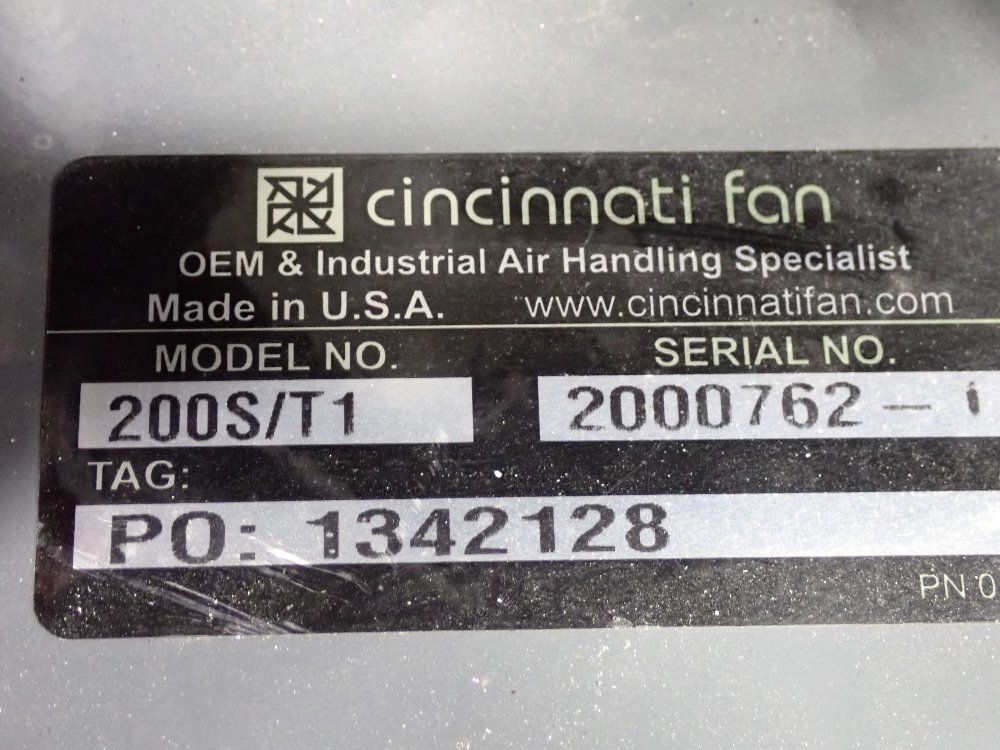 cincinnati fan
OEM & Industrial Air Handling Specialist
Made in U.S.A. www.cincinnatifan.com
MODEL NO. SERIAL NO.
200S/T1 2000762 -
TAG:
PO: 1342128
PN 0